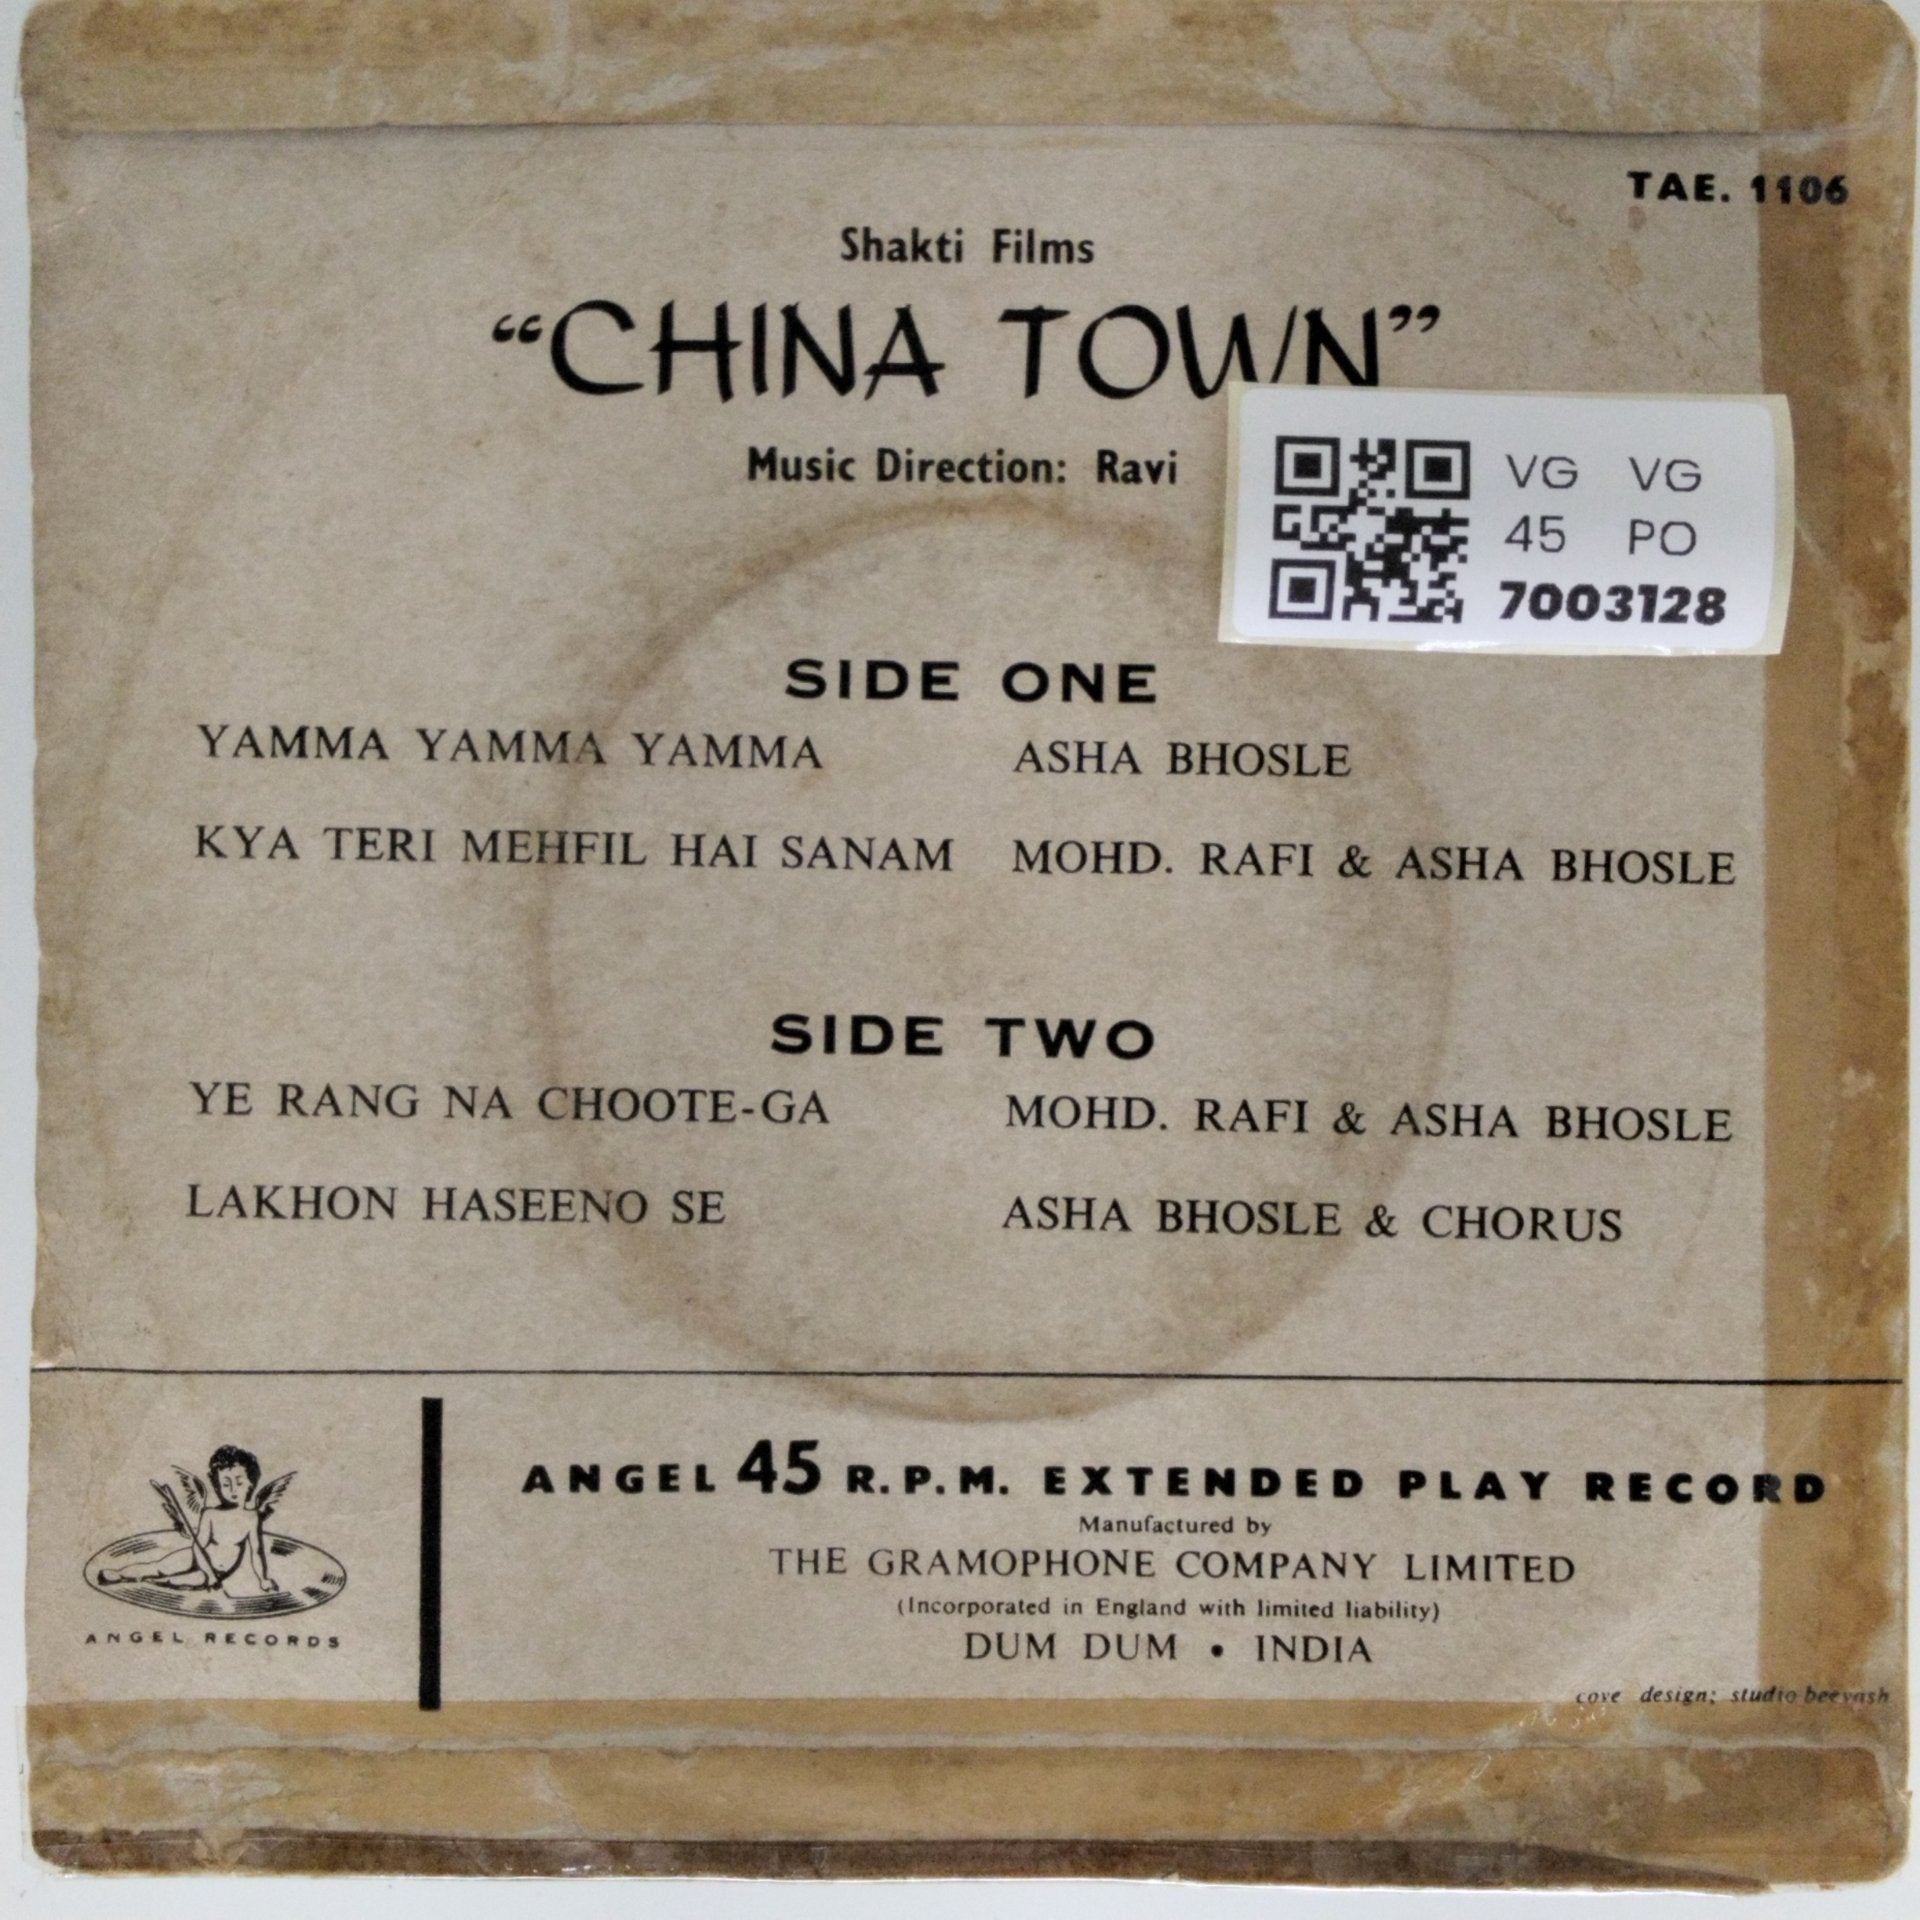 TAE. 1106
Shakti Films
“CHINA TOWN”
Music Direction: Ravi
VG VG
45 PO
7003128
SIDE ONE
YAMMA YAMMA YAMMA ASHA BHOSLE
KYA TERI MEHFIL HAI SANAM MOHD. RAFI & ASHA BHOSLE
SIDE TWO
YE RANG NA CHOOTE-GA MOHD. RAFI & ASHA BHOSLE
LAKHON HASEENO SE ASHA BHOSLE & CHORUS
ANGEL RECORDS
ANGEL 45 R.P.M. EXTENDED PLAY RECORD
Manufactured by
THE GRAMOPHONE COMPANY LIMITED
(Incorporated in England with limited liability)
DUM DUM • INDIA
cove design; studio